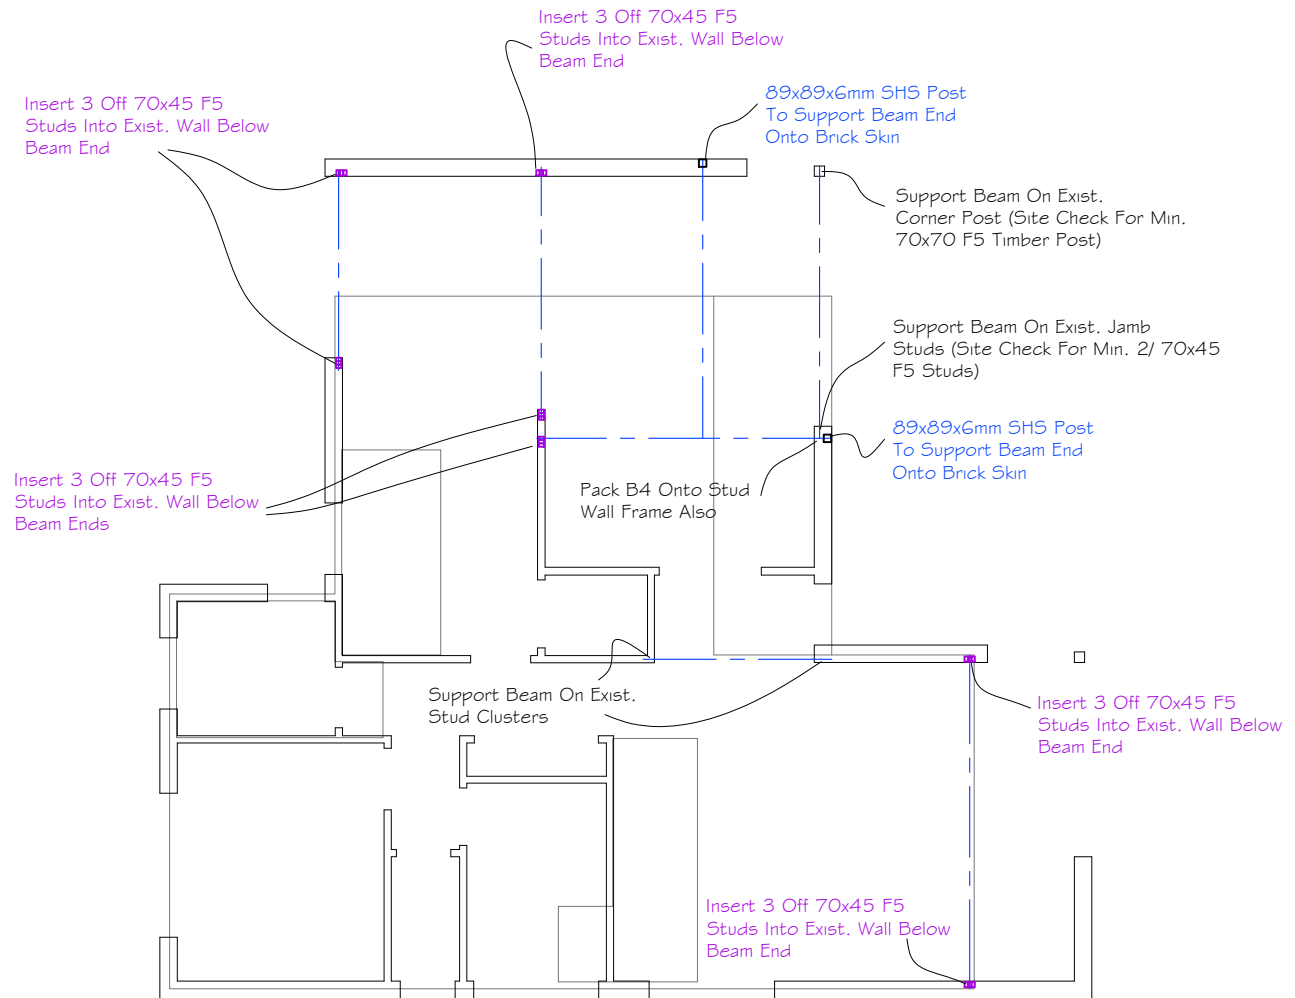 Insert 3 Off 70x45 F5
Studs Into Exist. Wall Below
Beam End
89x89x6mm SHS Post
To Support Beam End
Onto Brick Skin
Insert 3 Off 70x45 F5
Studs Into Exist. Wall Below
Beam End
Support Beam On Exist.
Corner Post (Site Check For Min.
70x70 F5 Timber Post)
Support Beam On Exist. Jamb
Studs (Site Check For Min. 2/ 70x45
F5 Studs)
89x89x6mm SHS Post
To Support Beam End
Onto Brick Skin
Insert 3 Off 70x45 F5
Studs Into Exist. Wall Below
Beam Ends
Pack B4 Onto Stud
Wall Frame Also
Support Beam On Exist.
Stud Clusters
Insert 3 Off 70x45 F5
Studs Into Exist. Wall Below
Beam End
Insert 3 Off 70x45 F5
Studs Into Exist. Wall Below
Beam End